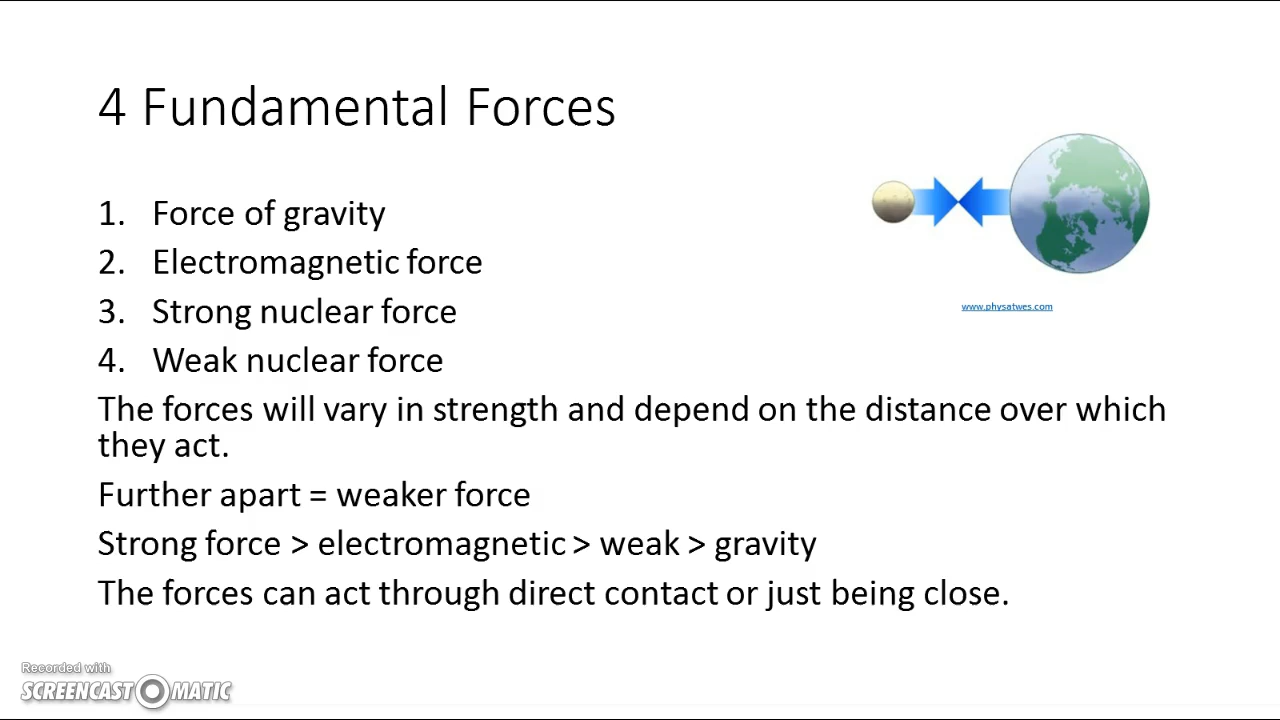 4 Fundamental Forces
1. Force of gravity
2. Electromagnetic force
3. Strong nuclear force
4. Weak nuclear force
www.physatwes.com
The forces will vary in strength and depend on the distance over which
they act.
Further apart = weaker force
Strong force > electromagnetic > weak > gravity
The forces can act through direct contact or just being close.
Recorded with
SCREENCAST O MATIC